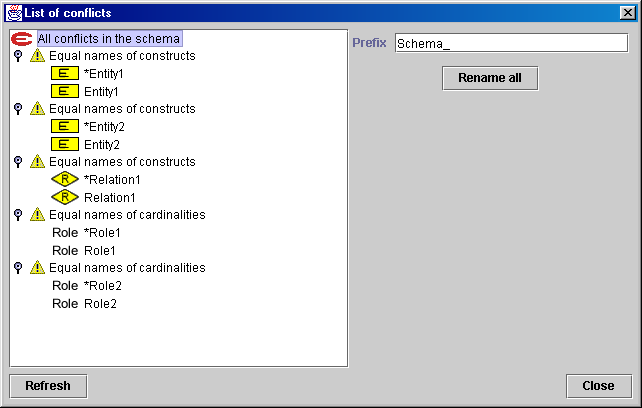 List of conflicts
All conflicts in the schema
Equal names of constructs
E *Entity1
E Entity1
Equal names of constructs
E *Entity2
E Entity2
Equal names of constructs
R *Relation1
R Relation1
Equal names of cardinalities
Role *Role1
Role Role1
Equal names of cardinalities
Role *Role2
Role Role2
Prefix Schema_
Rename all
Refresh
Close